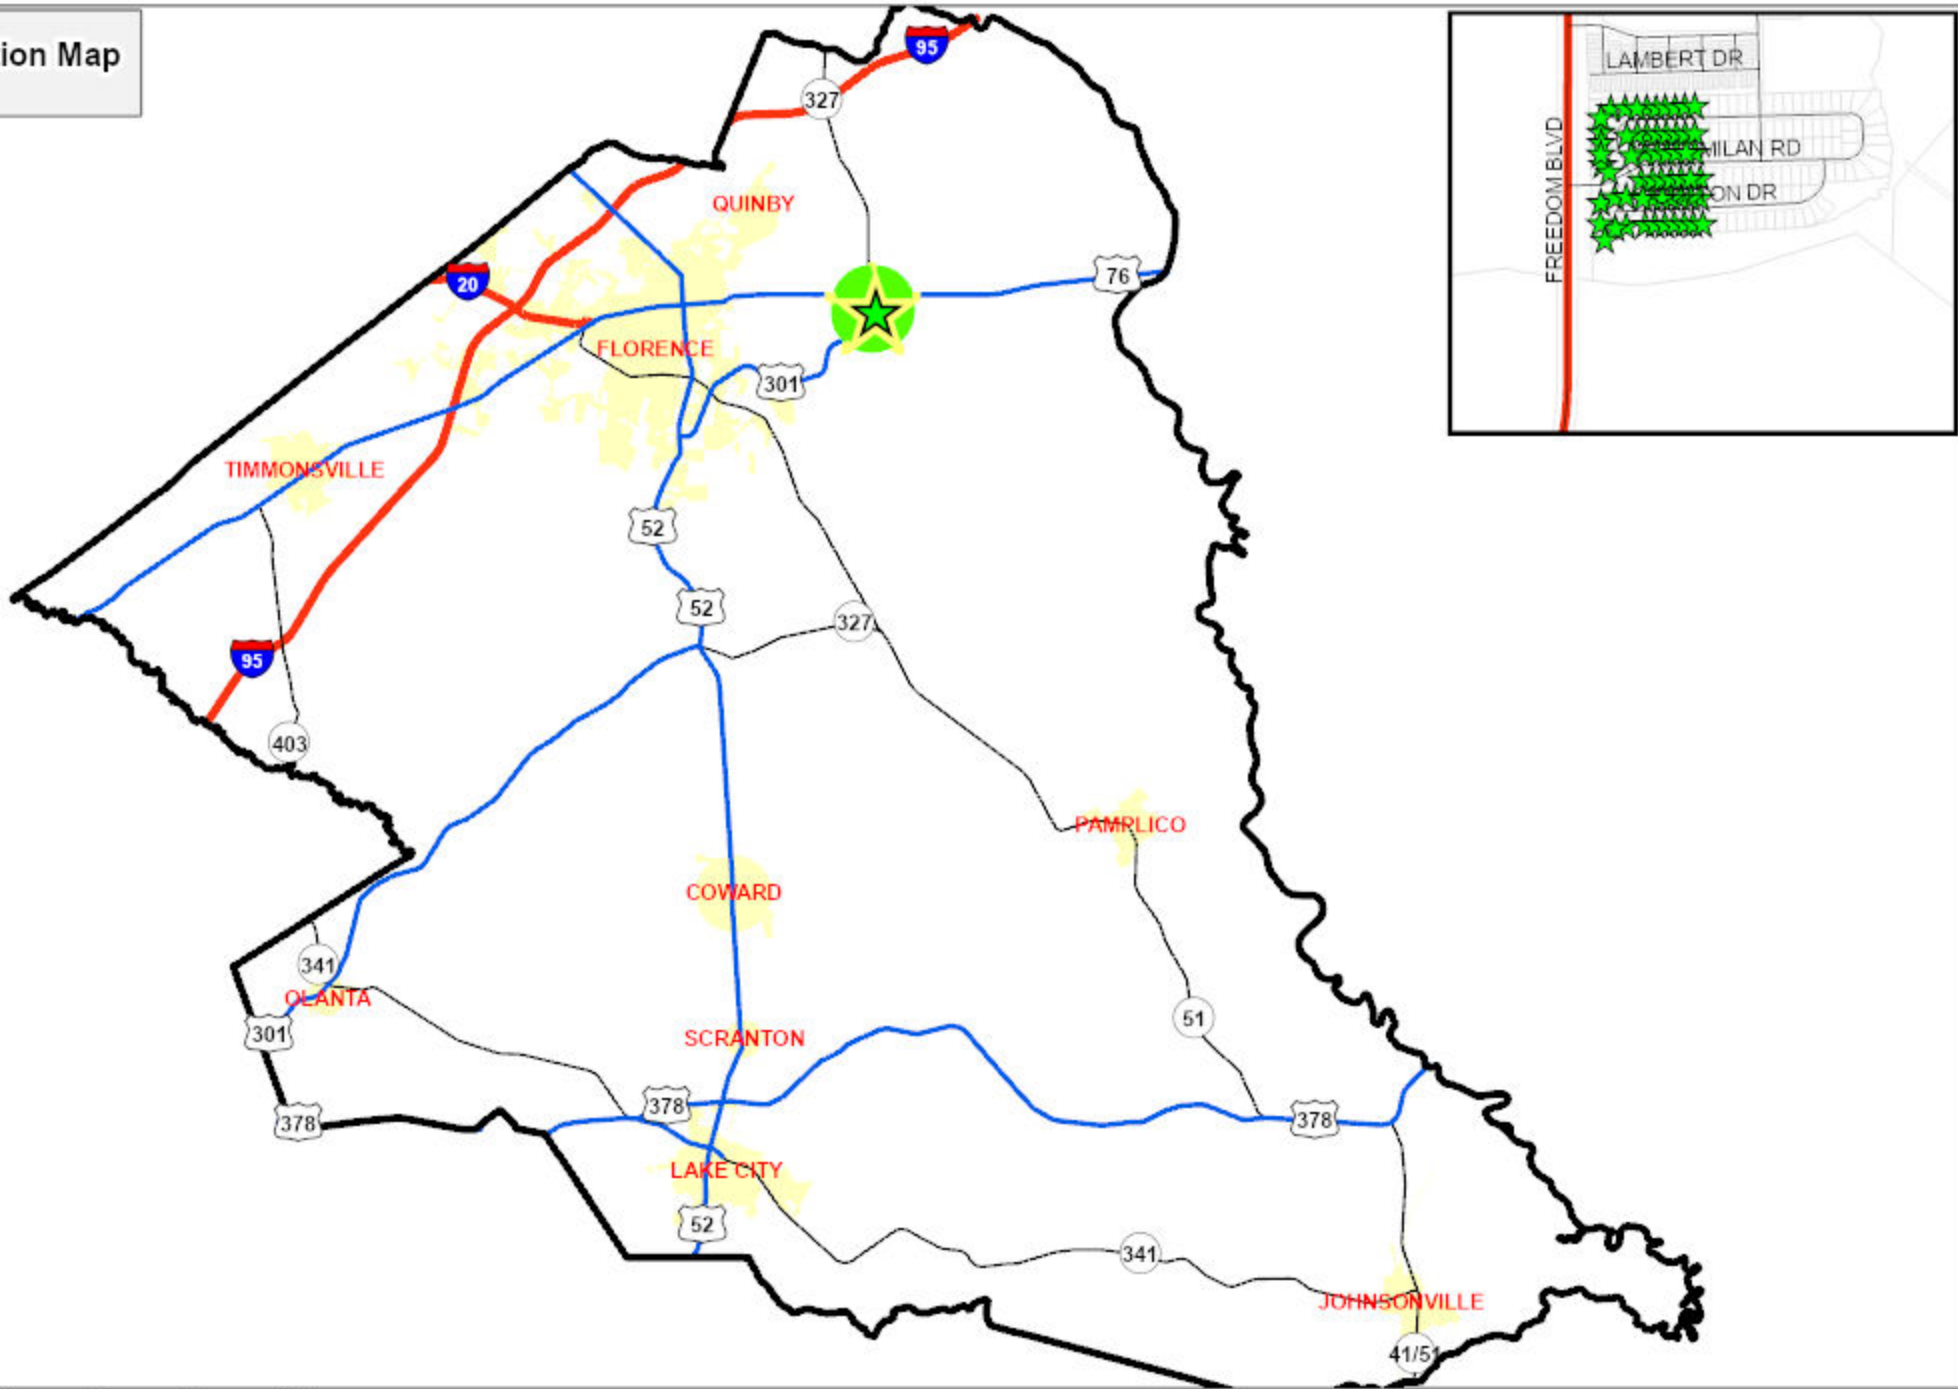 ion Map
95
327
LAMBERT DR
FREEDOM BLVD
MILAN RD
ON DR
QUINBY
20
76
FLORENCE
301
TIMMONSVILLE
52
52
327
95
403
PAMPLICO
COWARD
341
OLANTA
301
51
SCRANTON
378
378
378
LAKE CITY
52
341
JOHNSONVILLE
41/51